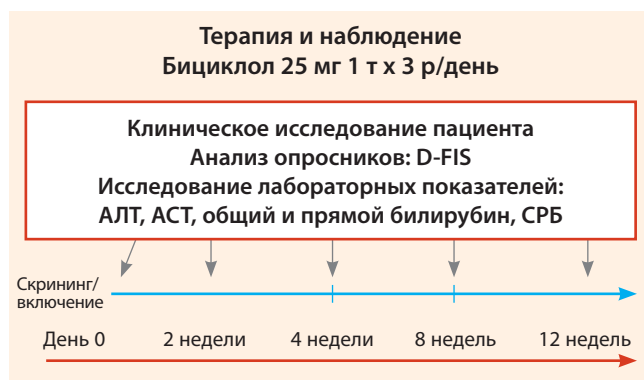 Терапия и наблюдение
Бициклол 25 мг 1 т x 3 р/день
Клиническое исследование пациента
Анализ опросников: D-FIS
Исследование лабораторных показателей:
АЛТ, АСТ, общий и прямой билирубин, СРБ
Скрининг/
включение
День 0 2 недели 4 недели 8 недель 12 недель